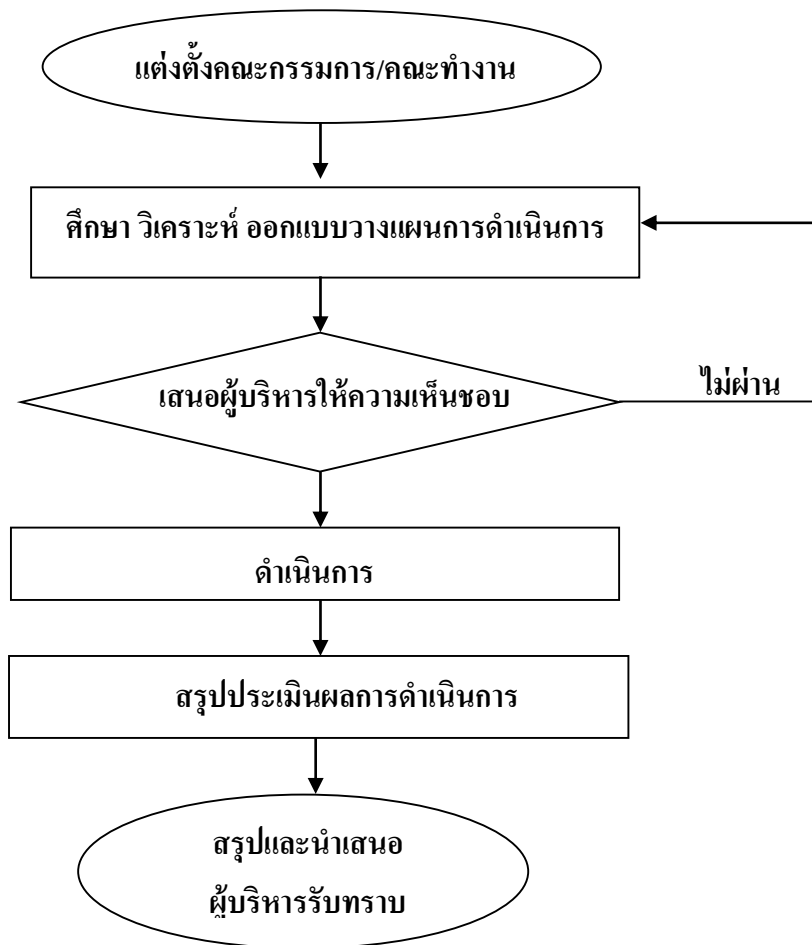 แต่งตั้งคณะกรรมการ/คณะทำงาน
ศึกษา วิเคราะห์ ออกแบบวางแผนการดำเนินการ
เสนอผู้บริหารให้ความเห็นชอบ
ไม่ผ่าน
ดำเนินการ
สรุปประเมินผลการดำเนินการ
สรุปและนำเสนอ
ผู้บริหารรับทราบ